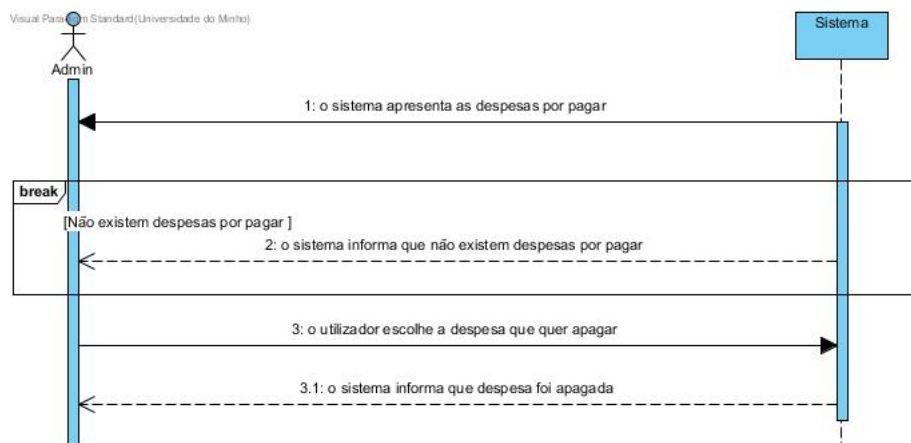 Visual Paradigm Standard(Universidade do Minho)
Sistema
Admin
1: o sistema apresenta as despesas por pagar
break
[Não existem despesas por pagar ]
2: o sistema informa que não existem despesas por pagar
3: o utilizador escolhe a despesa que quer apagar
3.1: o sistema informa que despesa foi apagada